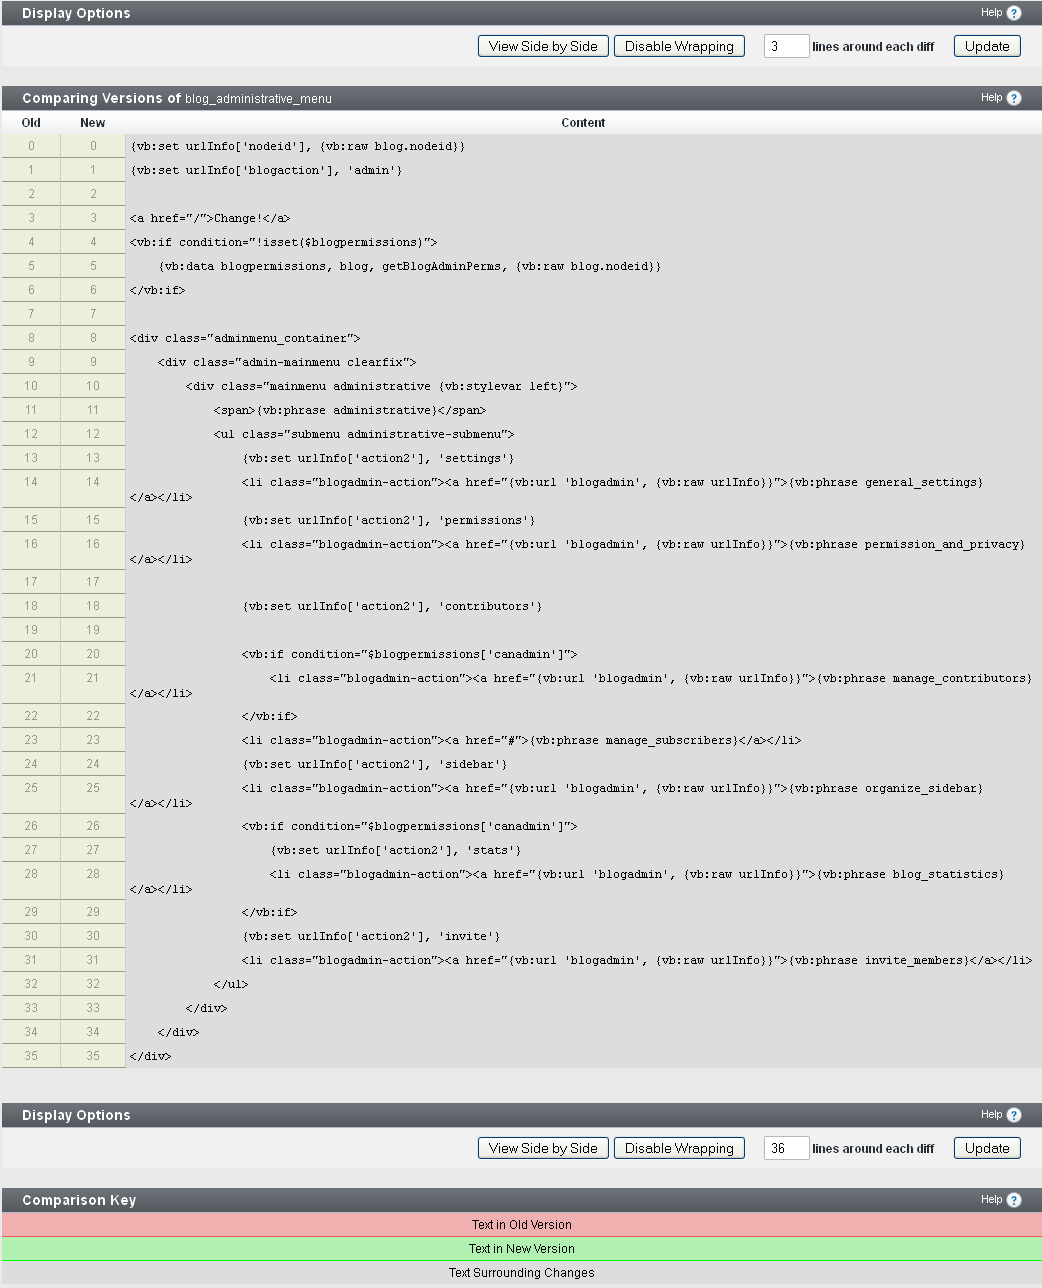 Display Options Help ?
View Side by Side Disable Wrapping 3 lines around each diff Update
Comparing Versions of blog_administrative_menu Help ?
Old New Content
0 0 {vb:set urlInfo['nodeid'], {vb:raw blog.nodeid}}
1 1 {vb:set urlInfo['blogaction'], 'admin'}
2 2
3 3 <a href="/">Change!</a>
4 4 <vb:if condition="!isset($blogpermissions)">
5 5 {vb:data blogpermissions, blog, getBlogAdminPerms, {vb:raw blog.nodeid}}
6 6 </vb:if>
7 7
8 8 <div class="adminmenu_container">
9 9 <div class="admin-mainmenu clearfix">
10 10 <div class="mainmenu administrative {vb:stylevar left}">
11 11 <span>{vb:phrase administrative}</span>
12 12 <ul class="submenu administrative-submenu">
13 13 {vb:set urlInfo['action2'], 'settings'}
14 14 <li class="blogadmin-action"><a href="{vb:url 'blogadmin', {vb:raw urlInfo}}">{vb:phrase general_settings}
</a></li>
15 15 {vb:set urlInfo['action2'], 'permissions'}
16 16 <li class="blogadmin-action"><a href="{vb:url 'blogadmin', {vb:raw urlInfo}}">{vb:phrase permission_and_privacy}
</a></li>
17 17
18 18 {vb:set urlInfo['action2'], 'contributors'}
19 19
20 20 <vb:if condition="$blogpermissions['canadmin']">
21 21 <li class="blogadmin-action"><a href="{vb:url 'blogadmin', {vb:raw urlInfo}}">{vb:phrase manage_contributors}
</a></li>
22 22 </vb:if>
23 23 <li class="blogadmin-action"><a href="#">{vb:phrase manage_subscribers}</a></li>
24 24 {vb:set urlInfo['action2'], 'sidebar'}
25 25 <li class="blogadmin-action"><a href="{vb:url 'blogadmin', {vb:raw urlInfo}}">{vb:phrase organize_sidebar}
</a></li>
26 26 <vb:if condition="$blogpermissions['canadmin']">
27 27 {vb:set urlInfo['action2'], 'stats'}
28 28 <li class="blogadmin-action"><a href="{vb:url 'blogadmin', {vb:raw urlInfo}}">{vb:phrase blog_statistics}
</a></li>
29 29 </vb:if>
30 30 {vb:set urlInfo['action2'], 'invite'}
31 31 <li class="blogadmin-action"><a href="{vb:url 'blogadmin', {vb:raw urlInfo}}">{vb:phrase invite_members}</a></li>
32 32 </ul>
33 33 </div>
34 34 </div>
35 35 </div>
Display Options Help ?
View Side by Side Disable Wrapping 36 lines around each diff Update
Comparison Key Help ?
Text in Old Version
Text in New Version
Text Surrounding Changes